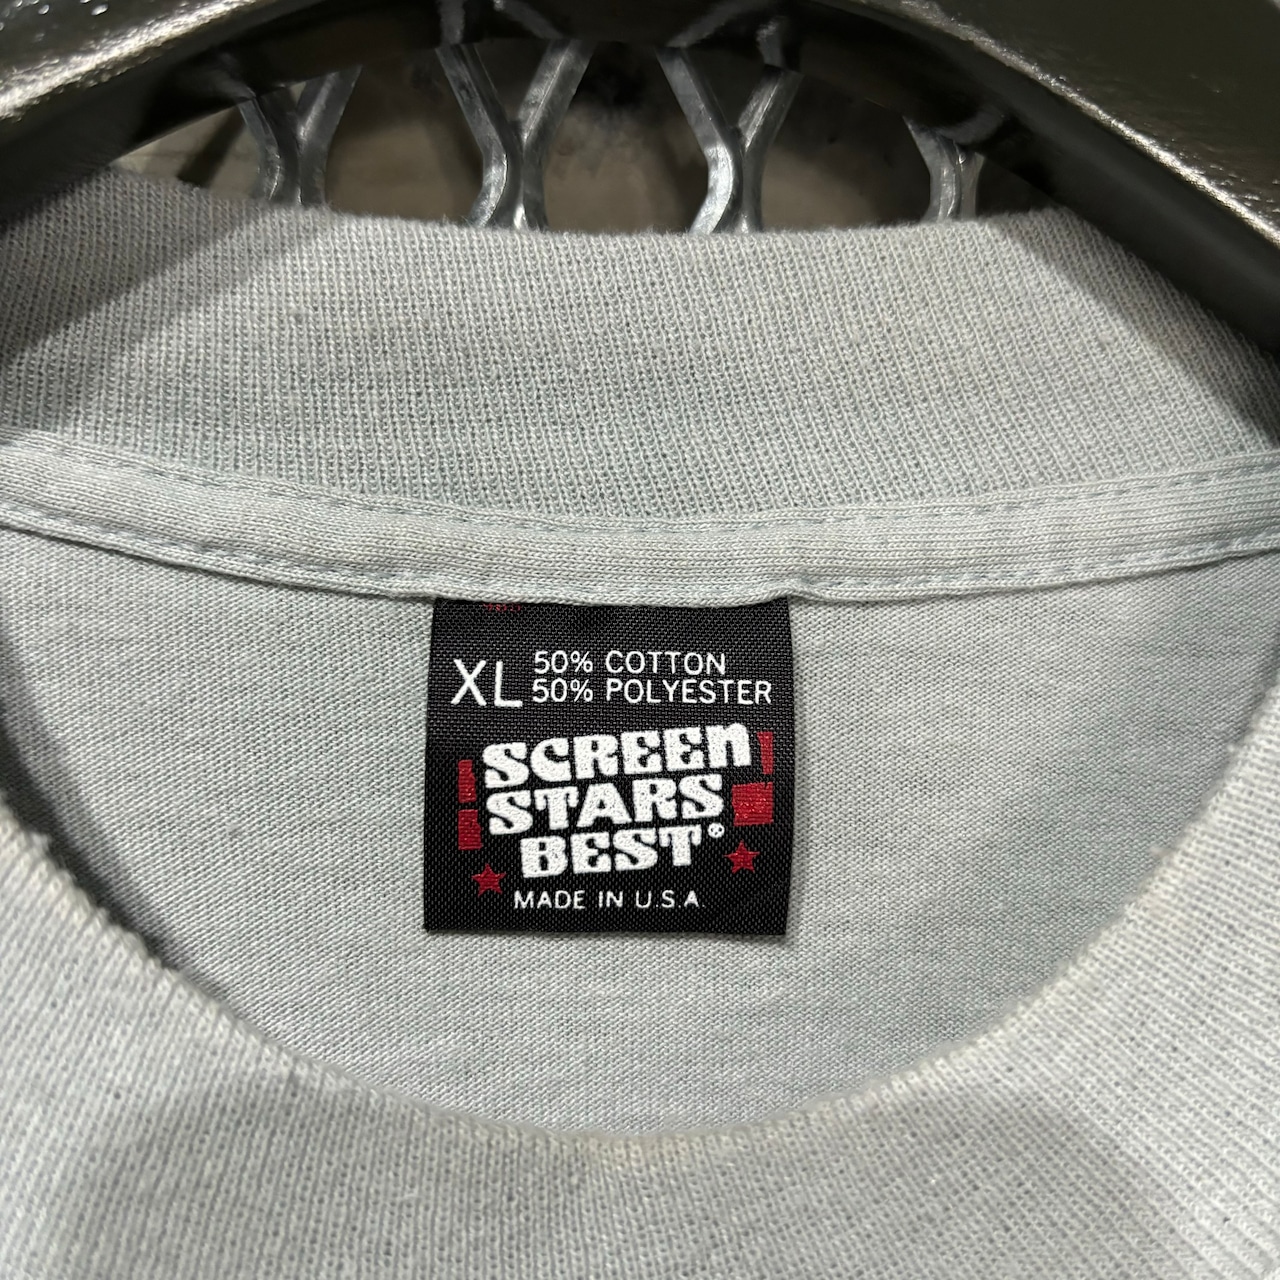 XL 50% COTTON
50% POLYESTER
SCREEN
STARS
BEST®
MADE IN U.S.A.